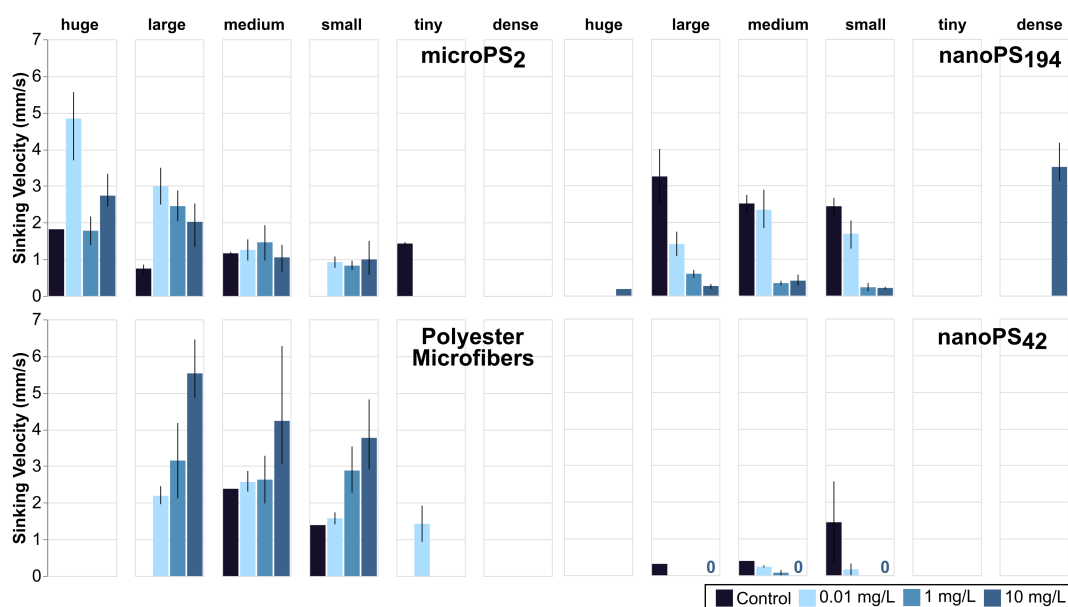 huge large medium small tiny dense huge large medium small tiny dense
microPS2 nanoPS194
Sinking Velocity (mm/s)
7
6
5
4
3
2
1
0
Polyester
Microfibers
nanoPS42
Sinking Velocity (mm/s)
7
6
5
4
3
2
1
0
0 0 0
Control 0.01 mg/L 1 mg/L 10 mg/L